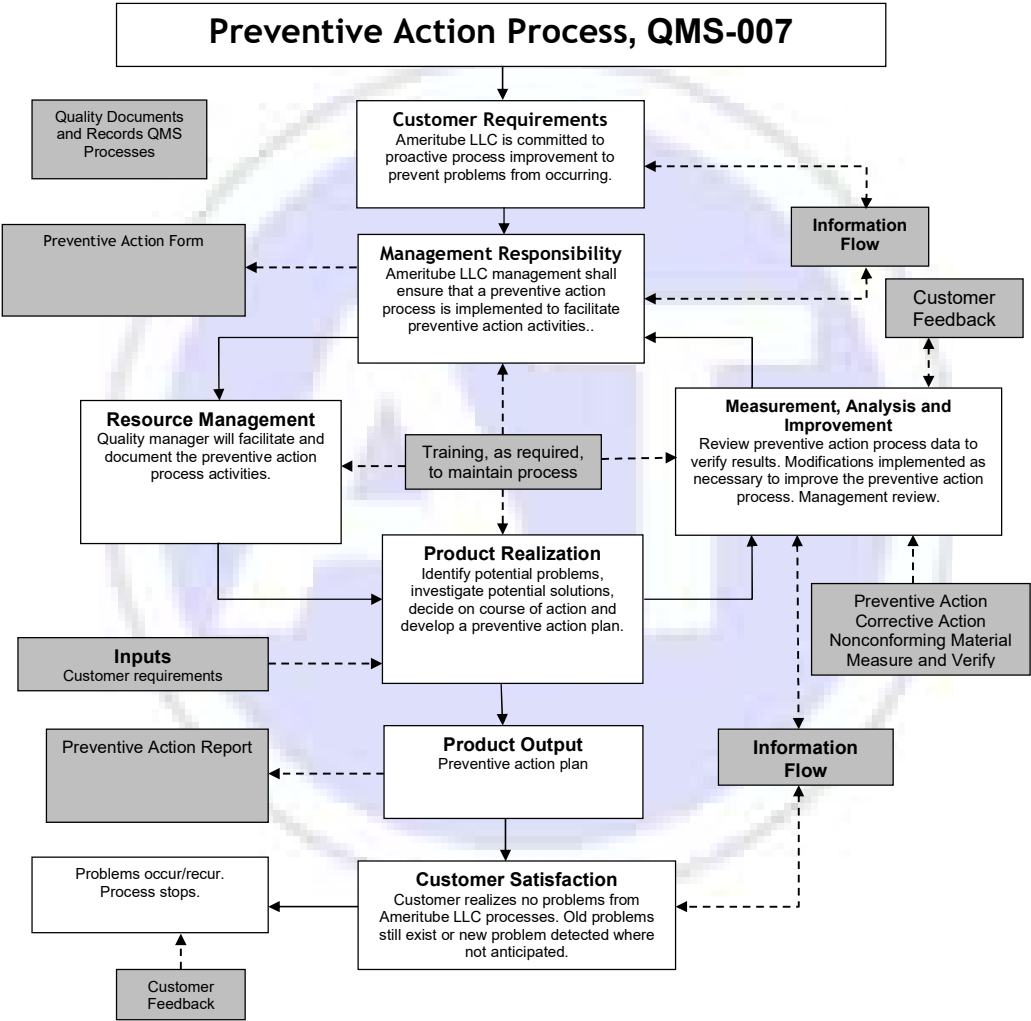 Preventive Action Process, QMS-007
Quality Documents
and Records QMS
Processes
Customer Requirements
Ameritube LLC is committed to
proactive process improvement to
prevent problems from occurring.
Information
Flow
Preventive Action Form
Management Responsibility
Ameritube LLC management shall
ensure that a preventive action
process is implemented to facilitate
preventive action activities..
Customer
Feedback
Resource Management
Quality manager will facilitate and
document the preventive action
process activities.
Training, as required,
to maintain process
Measurement, Analysis and
Improvement
Review preventive action process data to
verify results. Modifications implemented as
necessary to improve the preventive action
process. Management review.
Product Realization
Identify potential problems,
investigate potential solutions,
decide on course of action and
develop a preventive action plan.
Preventive Action
Corrective Action
Nonconforming Material
Measure and Verify
Inputs
Customer requirements
Preventive Action Report
Product Output
Preventive action plan
Information
Flow
Problems occur/recur.
Process stops.
Customer Satisfaction
Customer realizes no problems from
Ameritube LLC processes. Old problems
still exist or new problem detected where
not anticipated.
Customer
Feedback